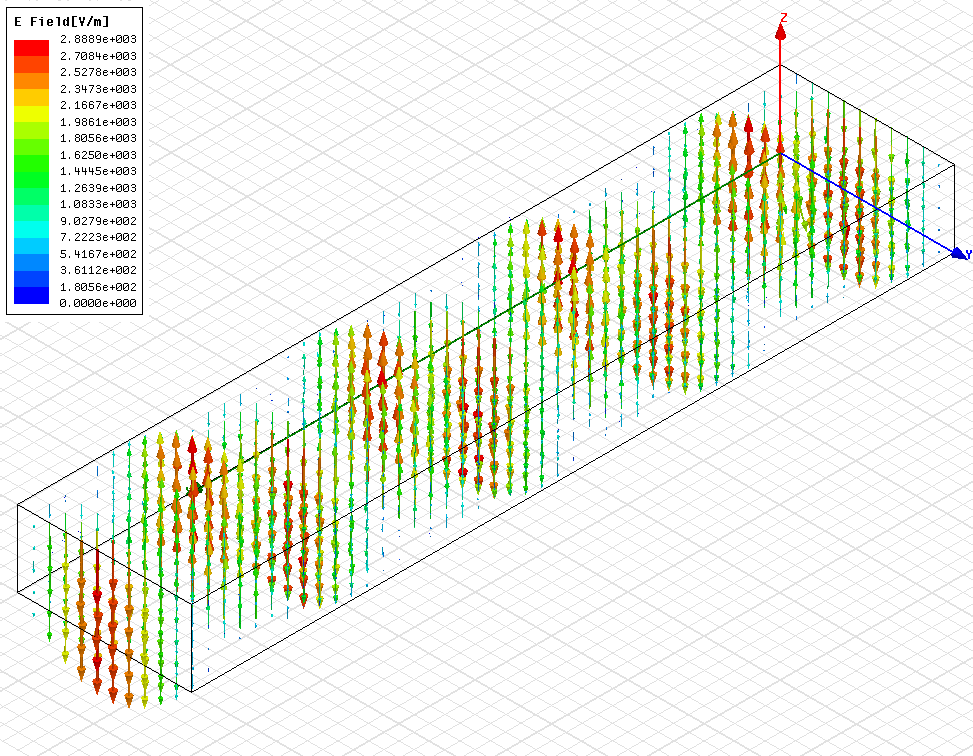 E Field[V/m]
2.8889e+003
2.7084e+003
2.5278e+003
2.3473e+003
2.1667e+003
1.9861e+003
1.8056e+003
1.6250e+003
1.4445e+003
1.2639e+003
1.0833e+003
9.0279e+002
7.2223e+002
5.4167e+002
3.6112e+002
1.8056e+002
0.0000e+000
Z
Y